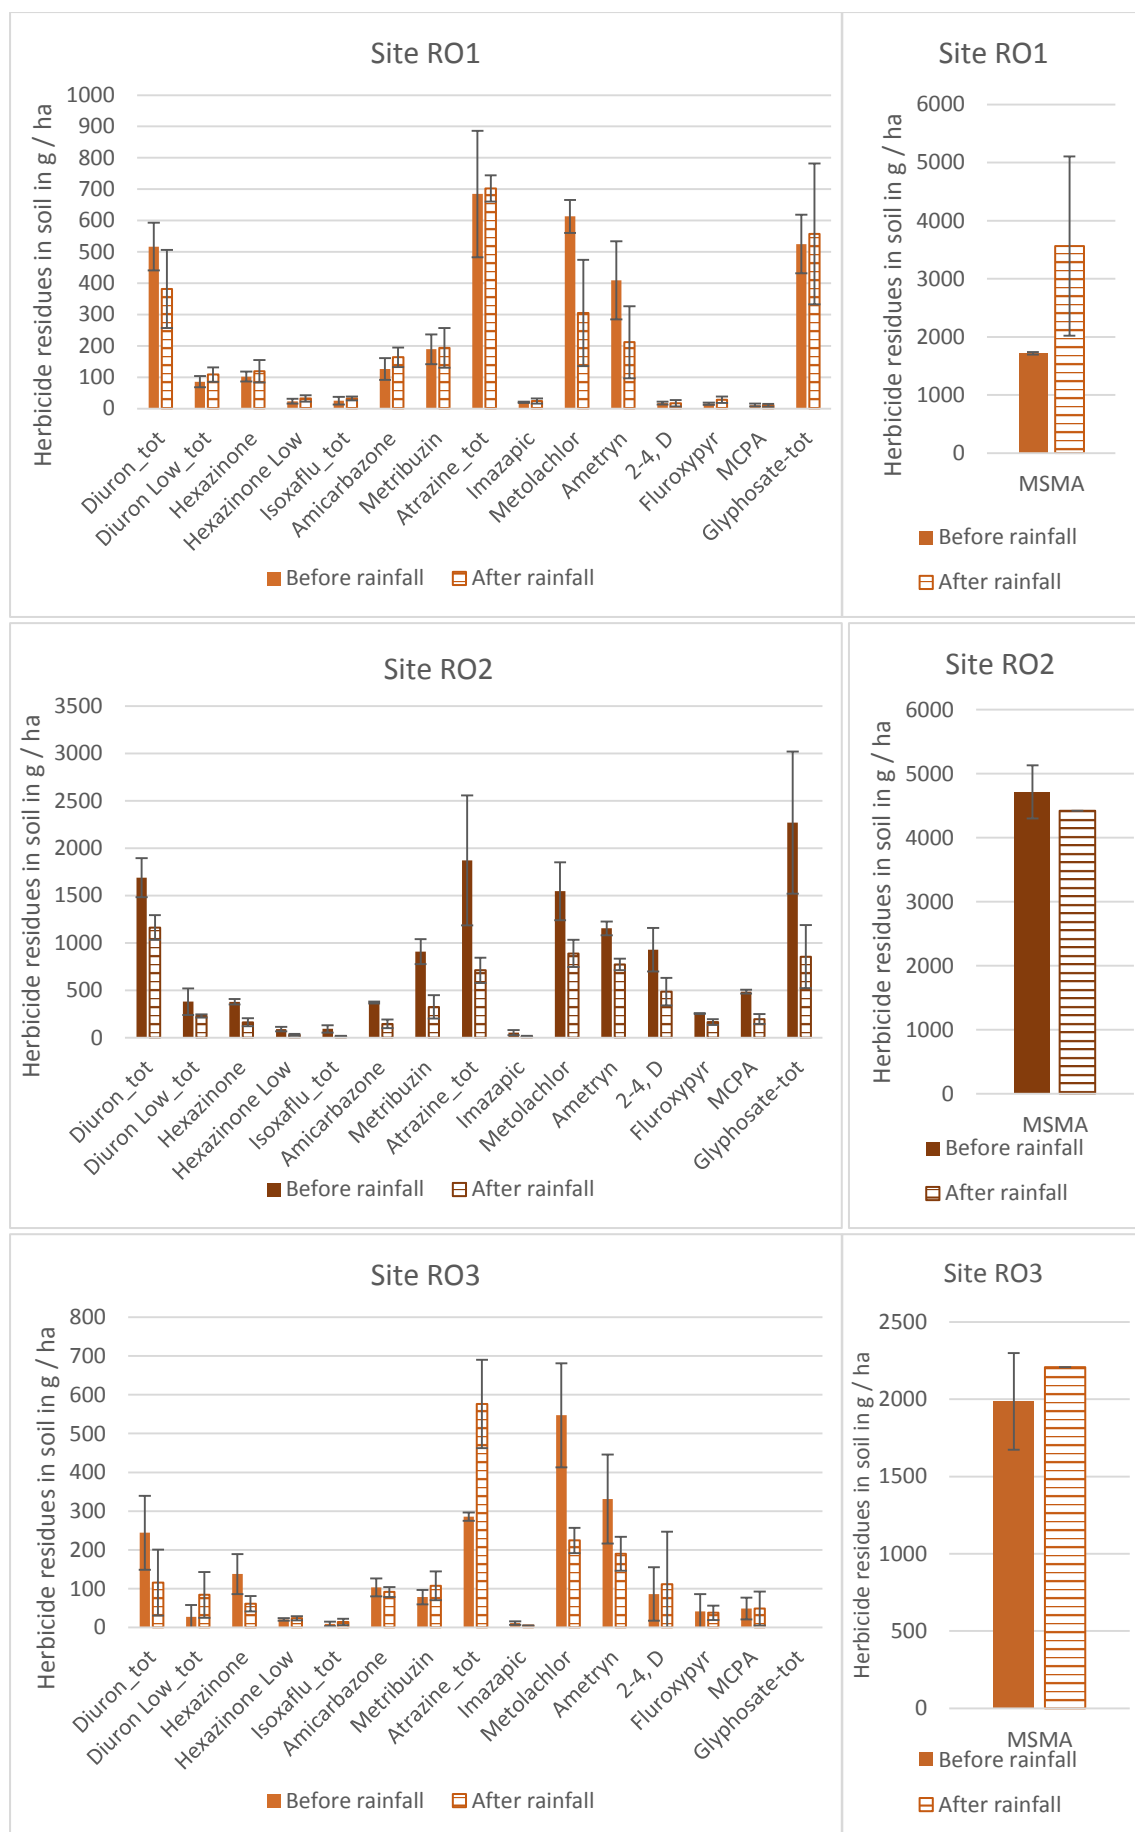 Site RO1
Herbicide residues in soil in g / ha
1000
900
800
700
600
500
400
300
200
100
0
Diuron_tot
Diuron Low_tot
Hexazinone
Hexazinone Low
Isoxaflu_tot
Amicarbazone
Metribuzin
Atrazine_tot
Imazapic
Metolachlor
Ametryn
2-4, D
Fluroxypyr
MCPA
Glyphosate-tot
Before rainfall After rainfall
Site RO1
Herbicide residues in soil in g / ha
6000
5000
4000
3000
2000
1000
0
MSMA
Before rainfall
After rainfall
Site RO2
Herbicide residues in soil in g / ha
3500
3000
2500
2000
1500
1000
500
0
Diuron_tot
Diuron Low_tot
Hexazinone
Hexazinone Low
Isoxaflu_tot
Amicarbazone
Metribuzin
Atrazine_tot
Imazapic
Metolachlor
Ametryn
2-4, D
Fluroxypyr
MCPA
Glyphosate-tot
Before rainfall After rainfall
Site RO2
Herbicide residues in soil in g / ha
6000
5000
4000
3000
2000
1000
0
MSMA
Before rainfall
After rainfall
Site RO3
Herbicide residues in soil in g / ha
800
700
600
500
400
300
200
100
0
Diuron_tot
Diuron Low_tot
Hexazinone
Hexazinone Low
Isoxaflu_tot
Amicarbazone
Metribuzin
Atrazine_tot
Imazapic
Metolachlor
Ametryn
2-4, D
Fluroxypyr
MCPA
Glyphosate-tot
Before rainfall After rainfall
Site RO3
Herbicide residues in soil in g / ha
2500
2000
1500
1000
500
0
MSMA
Before rainfall
After rainfall